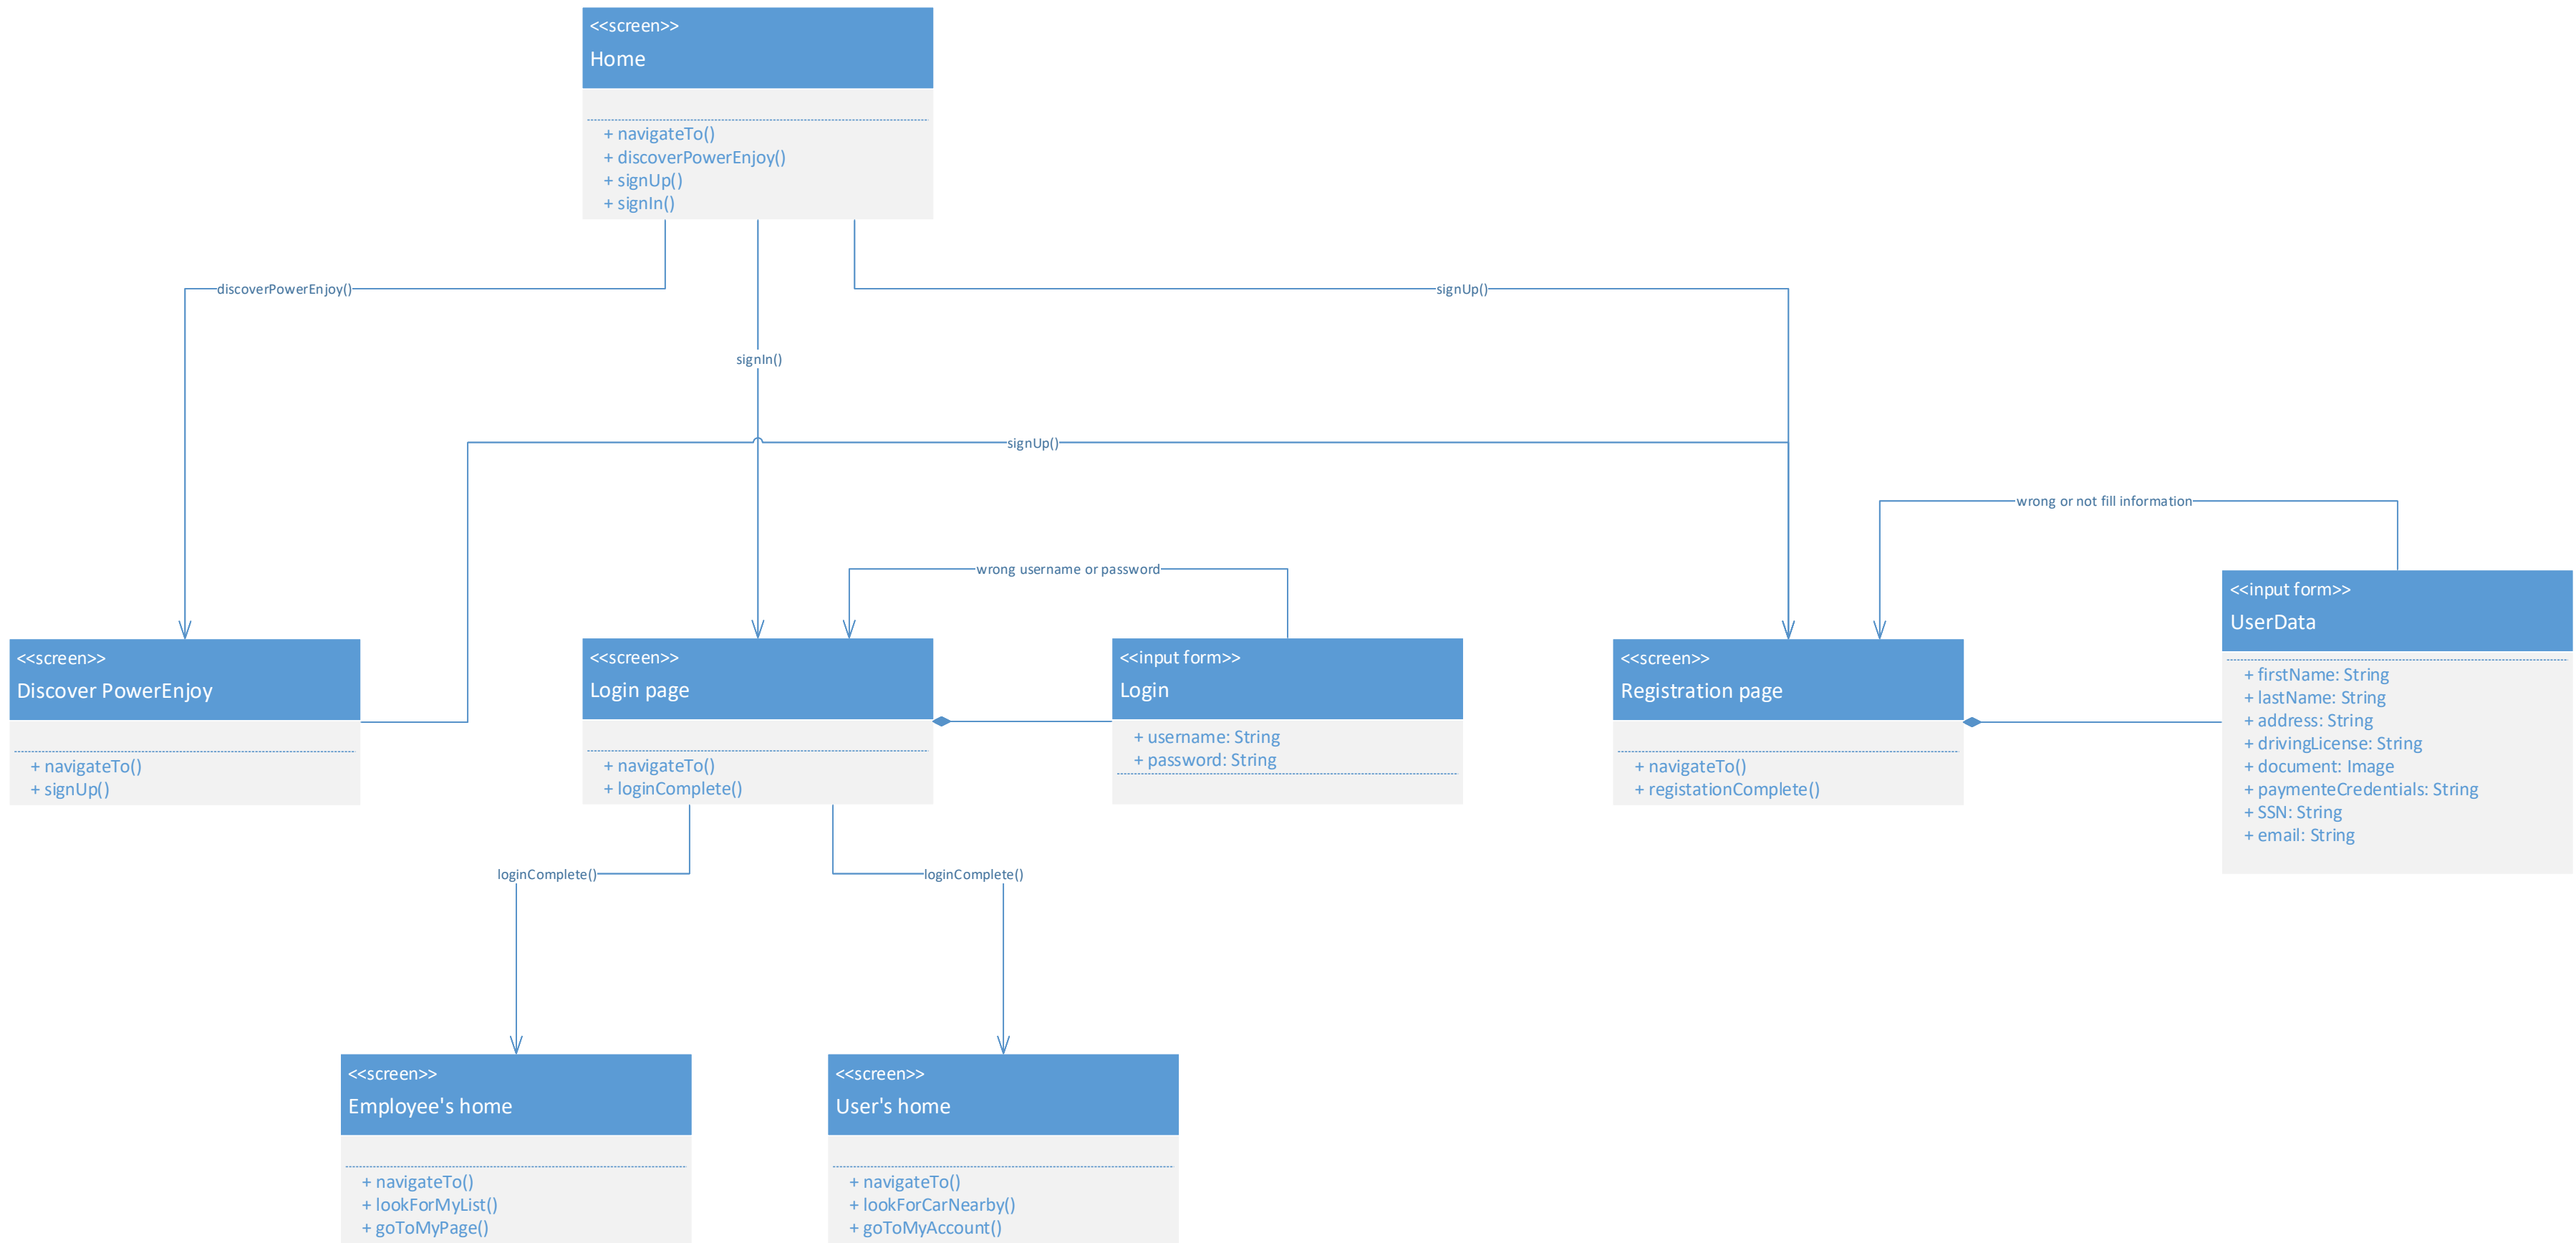 <<screen>>
Home
+ navigateTo()
+ discoverPowerEnjoy()
+ signUp()
+ signIn()
discoverPowerEnjoy()
signUp()
signIn()
signUp()
wrong or not fill information
wrong username or password
<<screen>>
Discover PowerEnjoy
+ navigateTo()
+ signUp()
<<screen>>
Login page
+ navigateTo()
+ loginComplete()
<<input form>>
Login
+ username: String
+ password: String
<<screen>>
Registration page
+ navigateTo()
+ registationComplete()
<<input form>>
UserData
+ firstName: String
+ lastName: String
+ address: String
+ drivingLicense: String
+ document: Image
+ paymenteCredentials: String
+ SSN: String
+ email: String
loginComplete()
loginComplete()
<<screen>>
Employee's home
+ navigateTo()
+ lookForMyList()
+ goToMyPage()
<<screen>>
User's home
+ navigateTo()
+ lookForCarNearby()
+ goToMyAccount()